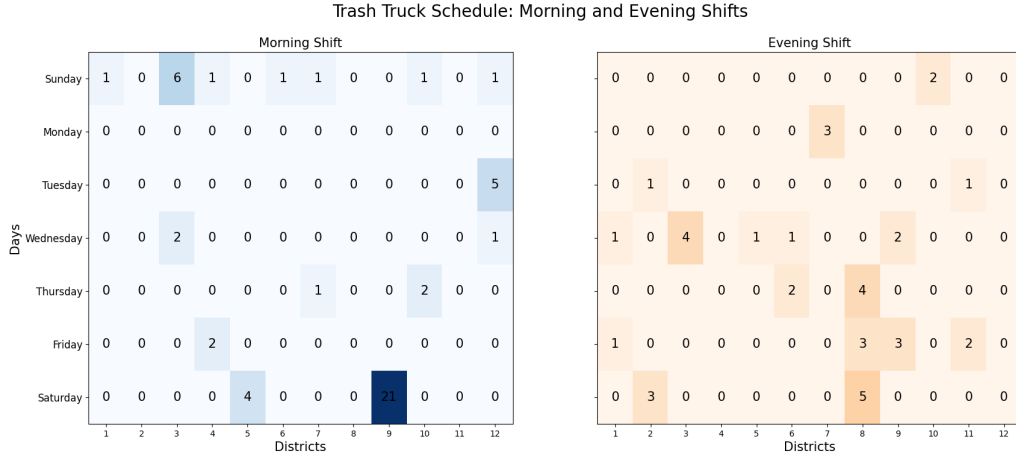 Trash Truck Schedule: Morning and Evening Shifts
Morning Shift
Evening Shift
Days
Sunday 1 0 6 1 0 1 1 0 0 1 0 1 0 0 0 0 0 0 0 0 0 2 0 0
Monday 0 0 0 0 0 0 0 0 0 0 0 0 0 0 0 0 0 0 3 0 0 0 0 0
Tuesday 0 0 0 0 0 0 0 0 0 0 0 5 0 1 0 0 0 0 0 0 0 0 1 0
Wednesday 0 0 2 0 0 0 0 0 0 0 0 1 1 0 4 0 1 1 0 0 2 0 0 0
Thursday 0 0 0 0 0 0 1 0 0 2 0 0 0 0 0 0 0 2 0 4 0 0 0 0
Friday 0 0 0 2 0 0 0 0 0 0 0 0 1 0 0 0 0 0 0 3 3 0 2 0
Saturday 0 0 0 0 4 0 0 0 21 0 0 0 0 3 0 0 0 0 0 5 0 0 0 0
1 2 3 4 5 6 7 8 9 10 11 12 1 2 3 4 5 6 7 8 9 10 11 12
Districts
Districts